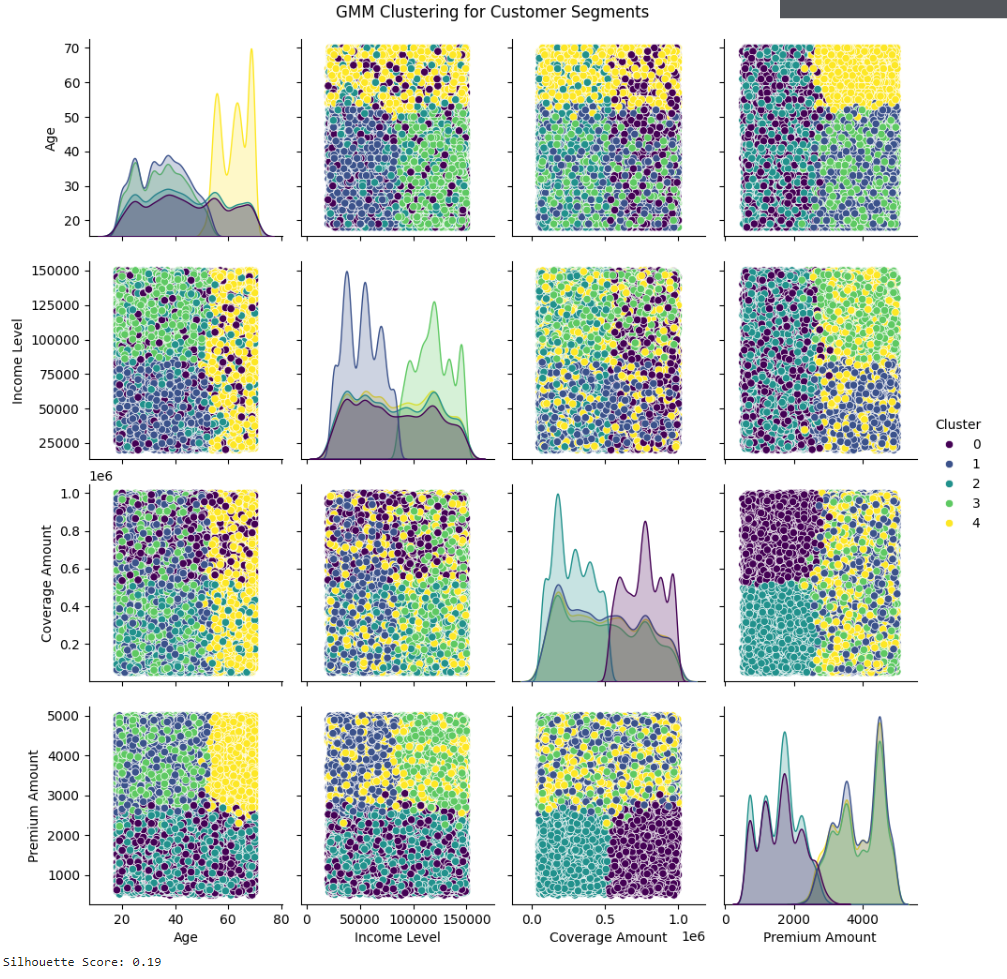 GMM Clustering for Customer Segments
70
60
50
40
30
20
Age
150000
125000
100000
75000
50000
25000
Income Level
Cluster
0
1
2
3
4
1e6
1.0
0.8
0.6
0.4
0.2
Coverage Amount
5000
4000
3000
2000
1000
Premium Amount
20 40 60 80
0 50000 100000 150000
0.0 0.5 1.0
0 2000 4000
1e6
Age
Income Level
Coverage Amount
Premium Amount
Silhouette Score: 0.19